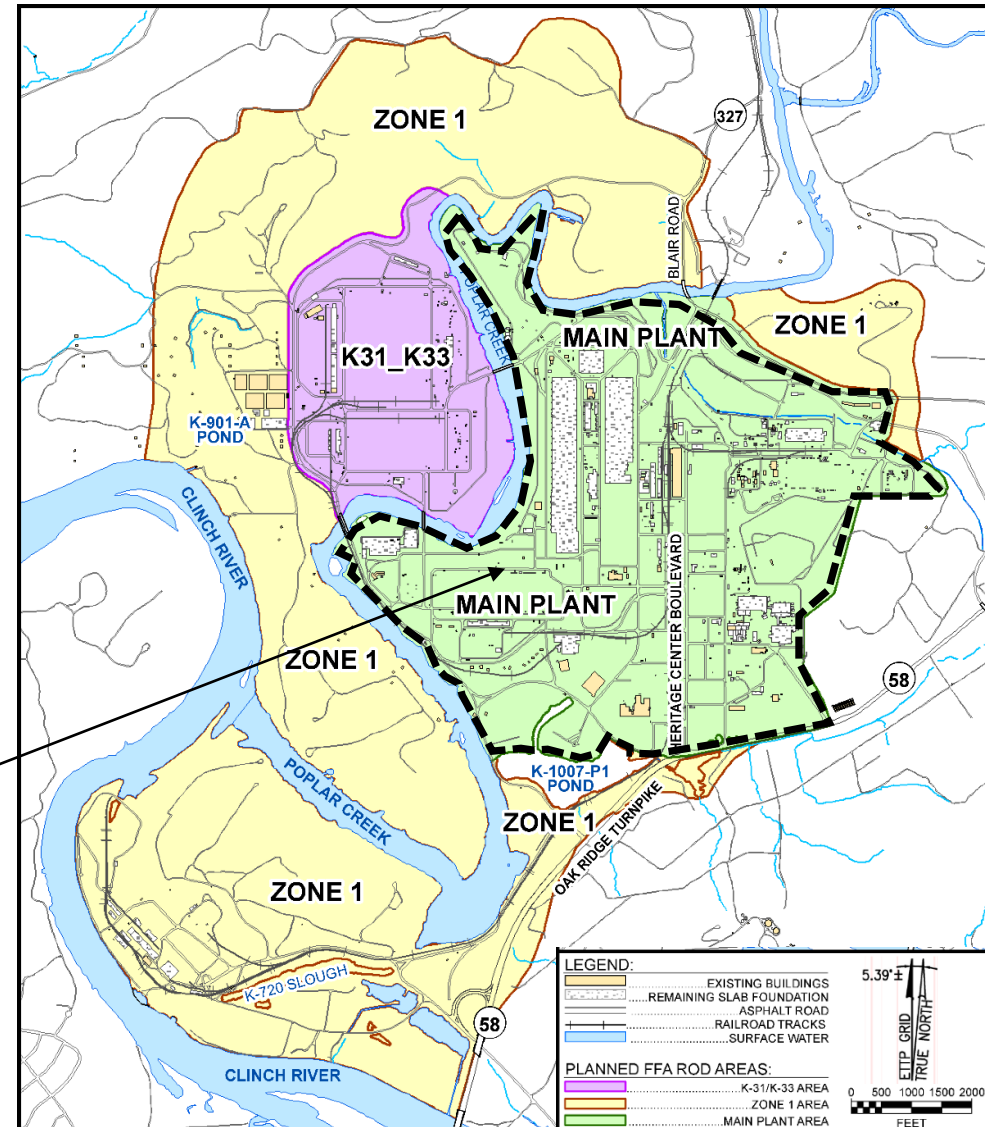 ZONE 1
327
BLAIR ROAD
POPLAR CREEK
MAIN PLANT
ZONE 1
K31_K33
K-901-A
POND
CLINCH RIVER
MAIN PLANT
HERITAGE CENTER BOULEVARD
ZONE 1
58
POPLAR CREEK
K-1007-P1
POND
ZONE 1
OAK RIDGE TURNPIKE
ZONE 1
K-720 SLOUGH
58
CLINCH RIVER
LEGEND:
EXISTING BUILDINGS
REMAINING SLAB FOUNDATION
ASPHALT ROAD
RAILROAD TRACKS
SURFACE WATER
PLANNED FFA ROD AREAS:
K-31/K-33 AREA
ZONE 1 AREA
MAIN PLANT AREA
5.39°±
ETTP GRID
TRUE NORTH
0 500 1000 1500 2000
FEET